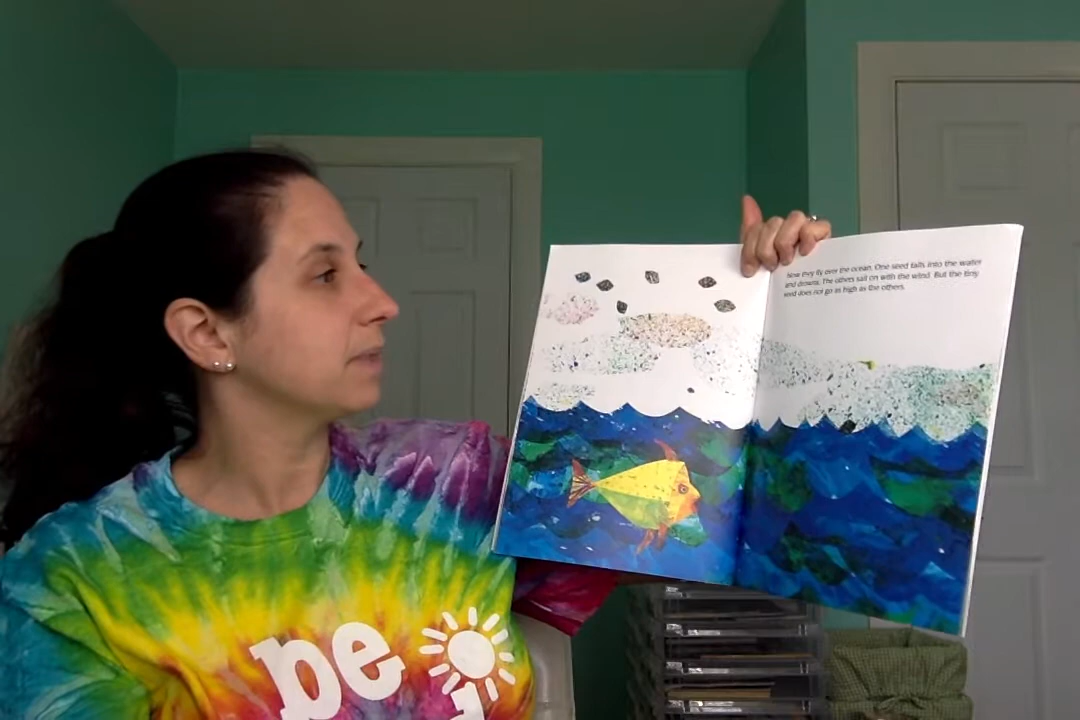 Now they fly over the ocean. One seed falls into the water
and drowns. The others sail on with the wind. But the tiny
seed does not go as high as the others.
be